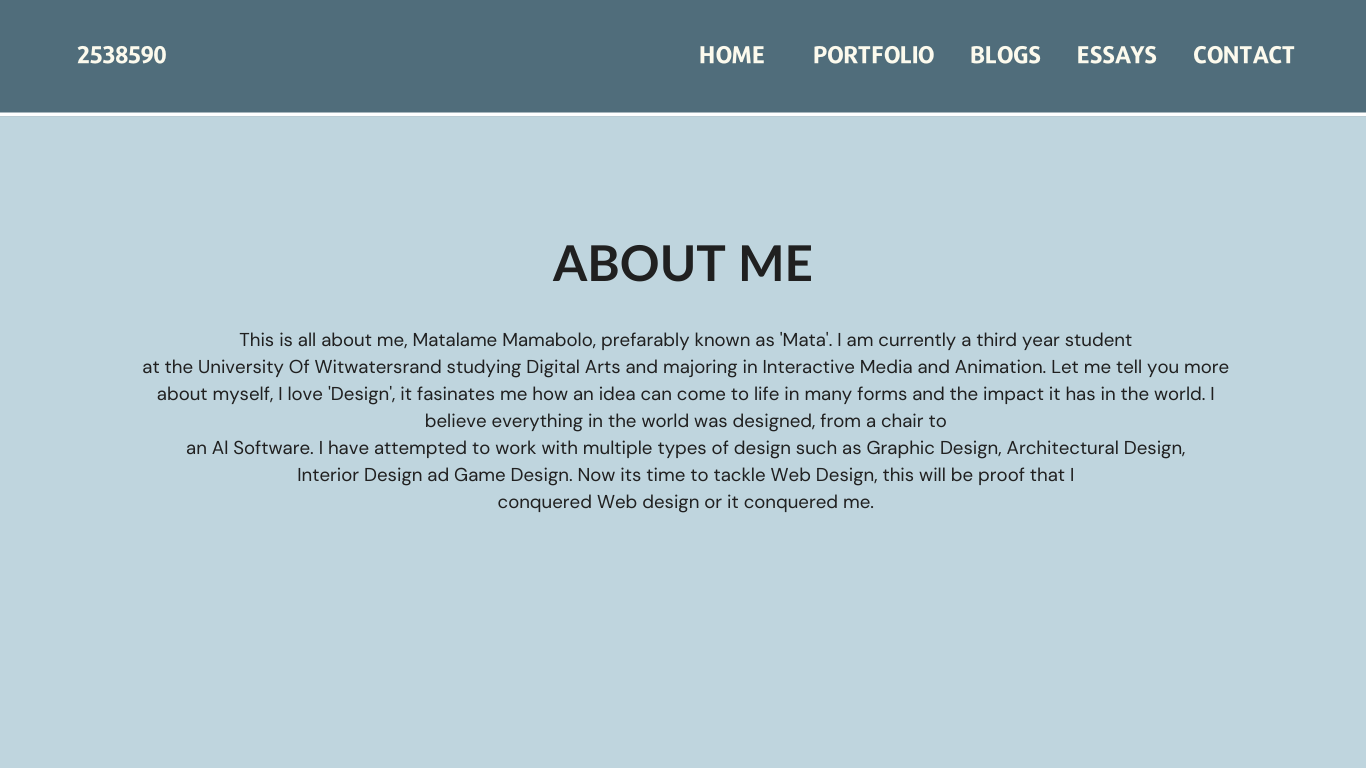 2538590
HOME PORTFOLIO BLOGS ESSAYS CONTACT
ABOUT ME
This is all about me, Matalame Mamabolo, prefarably known as 'Mata'. I am currently a third year student
at the University Of Witwatersrand studying Digital Arts and majoring in Interactive Media and Animation. Let me tell you more
about myself, I love 'Design', it fasinates me how an idea can come to life in many forms and the impact it has in the world. I
believe everything in the world was designed, from a chair to
an AI Software. I have attempted to work with multiple types of design such as Graphic Design, Architectural Design,
Interior Design ad Game Design. Now its time to tackle Web Design, this will be proof that I
conquered Web design or it conquered me.